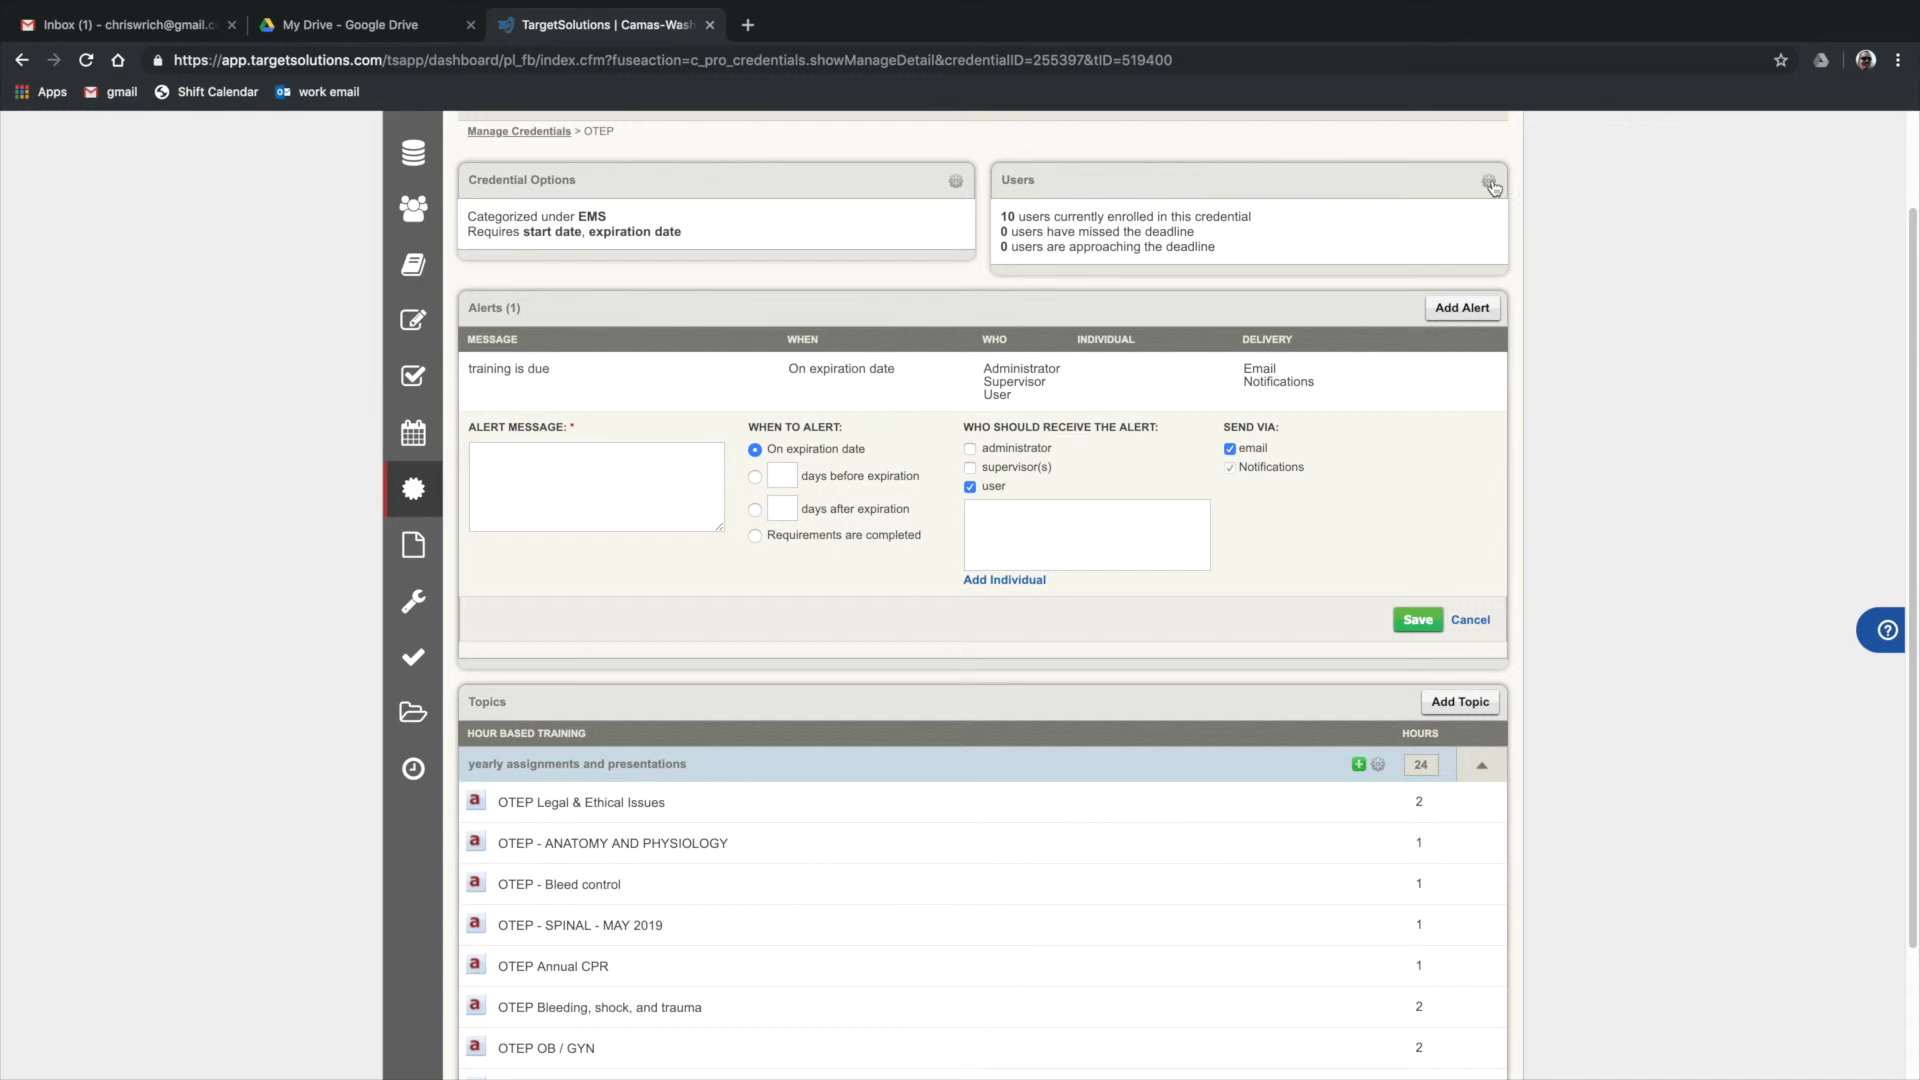 Inbox (1) - chriswrich@gmail.c
My Drive - Google Drive
TargetSolutions | Camas-Wash
https://app.targetsolutions.com/tsapp/dashboard/pl_fb/index.cfm?fuseaction=c_pro_credentials.showManageDetail&credentialID=255397&tID=519400
Apps
gmail
Shift Calendar
work email
Manage Credentials > OTEP
Credential Options
Categorized under EMS
Requires start date, expiration date
Users
10 users currently enrolled in this credential
0 users have missed the deadline
0 users are approaching the deadline
Alerts (1)
Add Alert
MESSAGE WHEN WHO INDIVIDUAL DELIVERY
training is due On expiration date Administrator Email
Supervisor Notifications
User
ALERT MESSAGE: * WHEN TO ALERT: WHO SHOULD RECEIVE THE ALERT: SEND VIA:
On expiration date administrator email
supervisor(s) Notifications
days before expiration user
days after expiration
Requirements are completed
Add Individual
Save Cancel
Topics Add Topic
HOUR BASED TRAINING HOURS
yearly assignments and presentations 24
a OTEP Legal & Ethical Issues 2
a OTEP - ANATOMY AND PHYSIOLOGY 1
a OTEP - Bleed control 1
a OTEP - SPINAL - MAY 2019 1
a OTEP Annual CPR 1
a OTEP Bleeding, shock, and trauma 2
a OTEP OB / GYN 2